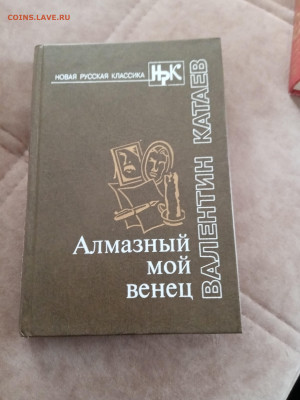 COINS.LAVE.RU
НОВАЯ РУССКАЯ КЛАССИКА
НРК
ВАЛЕНТИН КАТАЕВ
Алмазный
мой
венец